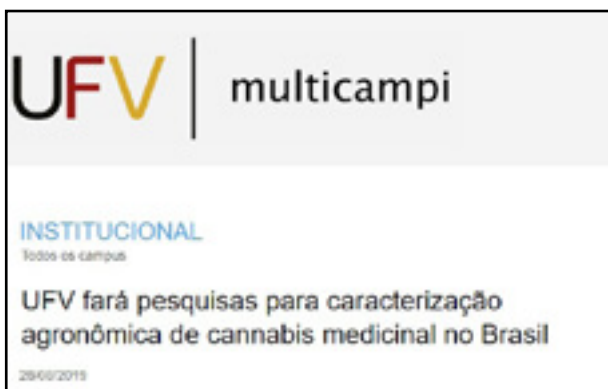 UFV multicampi
INSTITUCIONAL
Todos os campus
UFV fará pesquisas para caracterização
agronômica de cannabis medicinal no Brasil